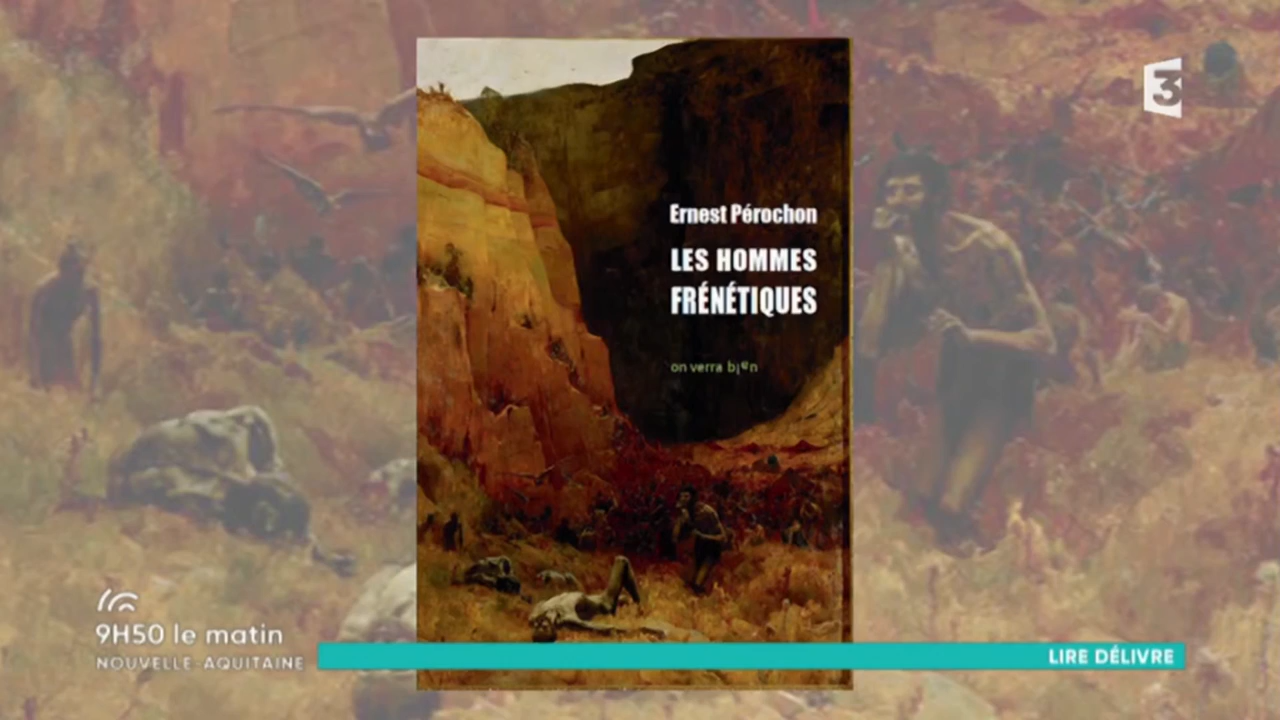 3
Ernest Pérochon
LES HOMMES
FRÉNÉTIQUES
on verra bien
9H50 le matin
NOUVELLE-AQUITAINE
LIRE DÉLIVRE